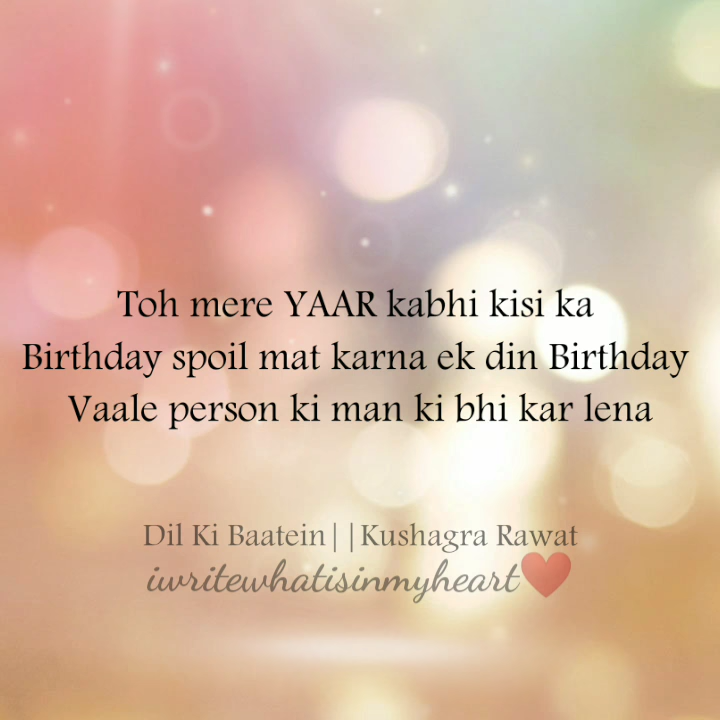 Toh mere YAAR kabhi kisi ka
Birthday spoil mat karna ek din Birthday
Vaale person ki man ki bhi kar lena
Dil Ki Baatein||Kushagra Rawat
iwritewhatisinmyheart❤